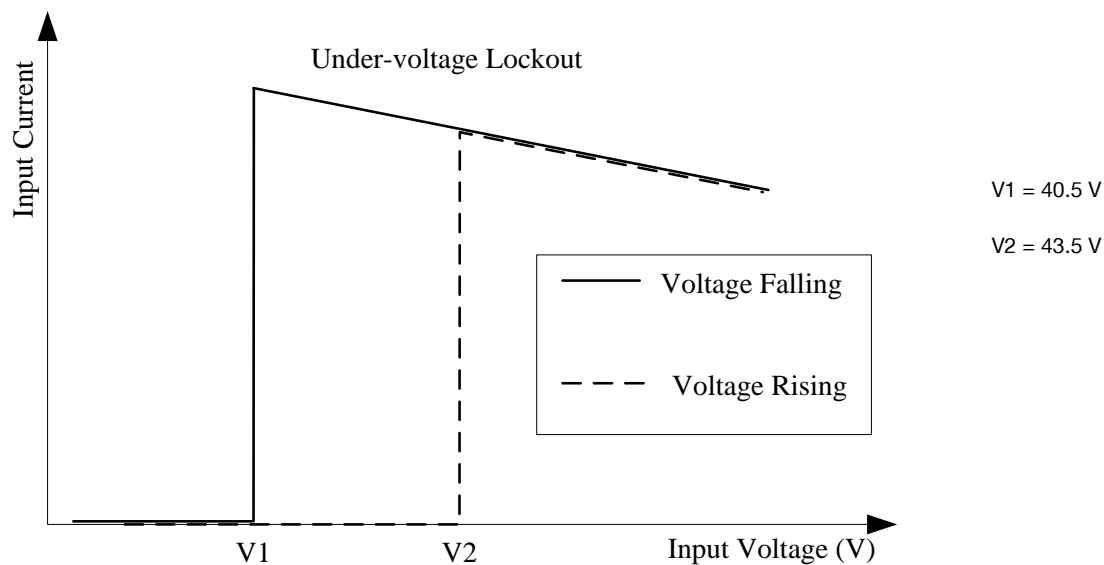 Under-voltage Lockout
Input Current
V1 = 40.5 V
V2 = 43.5 V
Voltage Falling
Voltage Rising
V1
V2
Input Voltage (V)